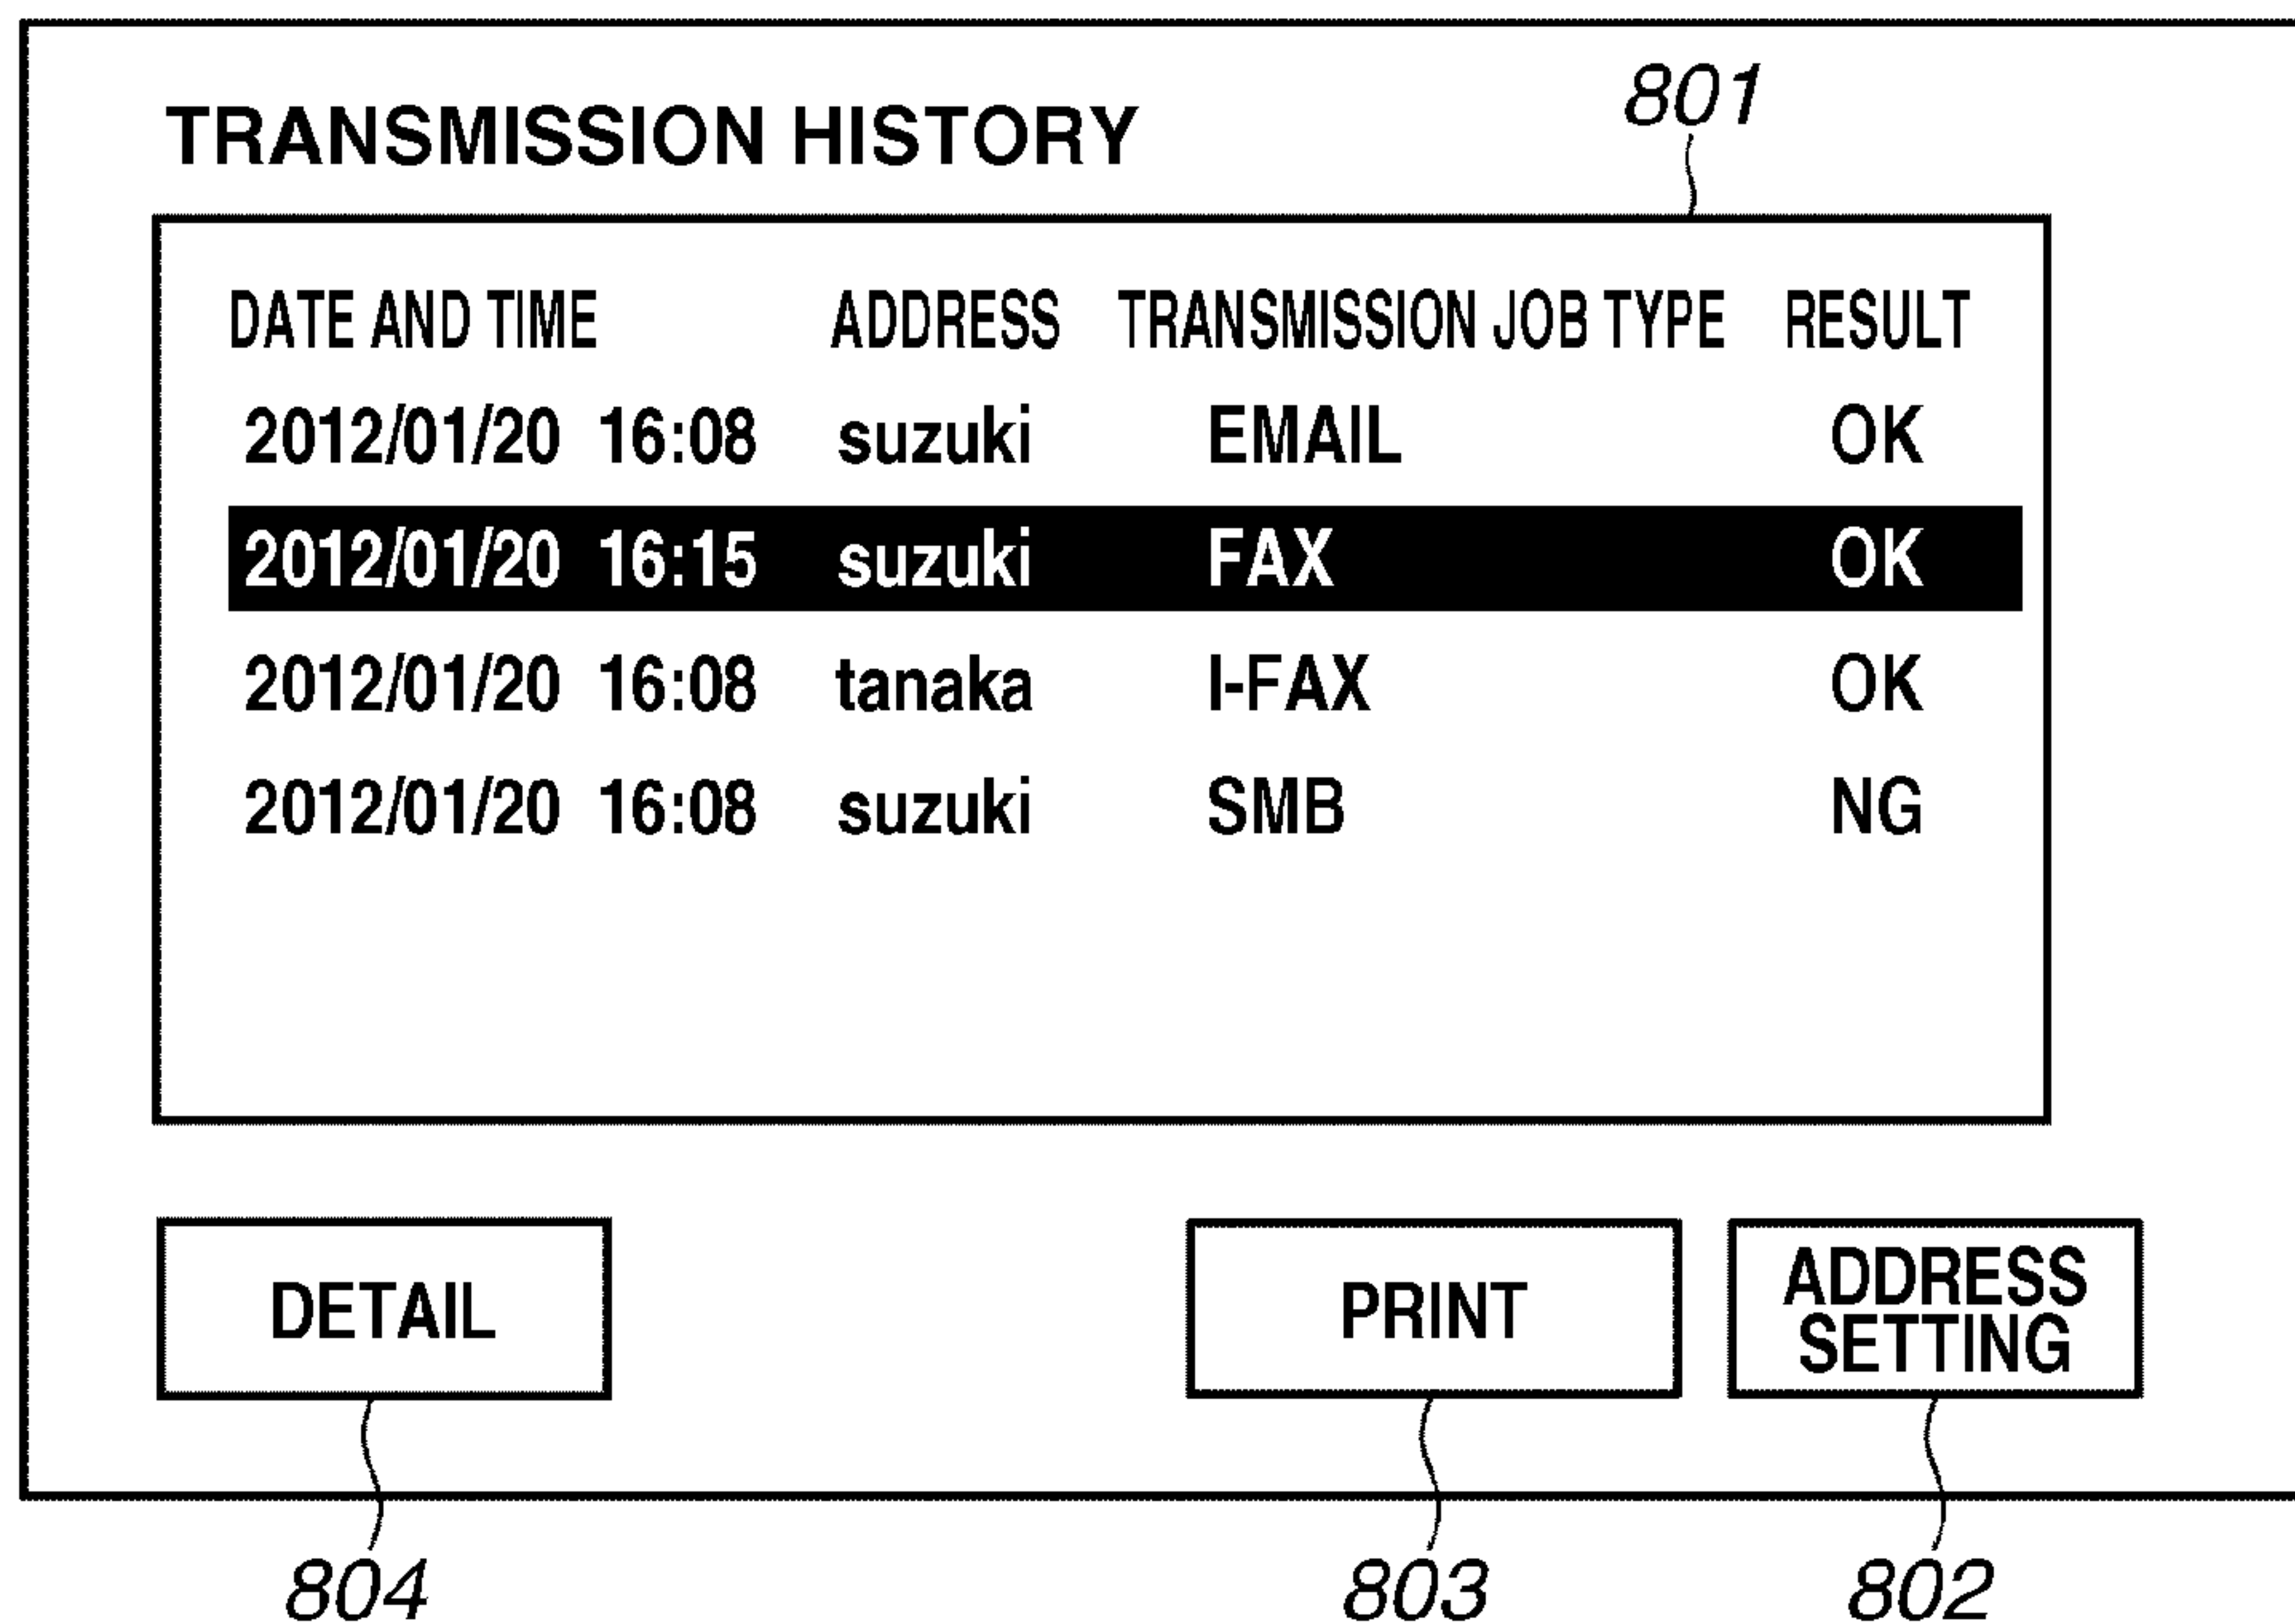 801
TRANSMISSION HISTORY
DATE AND TIME ADDRESS TRANSMISSION JOB TYPE RESULT
2012/01/20 16:08 suzuki EMAIL OK
2012/01/20 16:15 suzuki FAX OK
2012/01/20 16:08 tanaka I-FAX OK
2012/01/20 16:08 suzuki SMB NG
DETAIL PRINT ADDRESS
SETTING
804 803 802